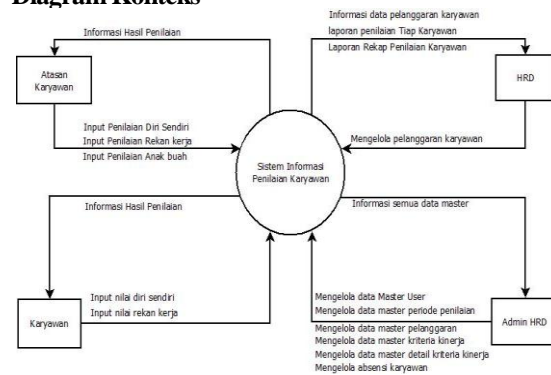 Diagram Konteks
Informasi Hasil Penilaian
Informasi data pelanggaran karyawan
laporan penilaian Tiap Karyawan
Laporan Rekap Penilaian Karyawan
Atasan
Karyawan
HRD
Input Penilaian Diri Sendiri
Input Penilaian Rekan kerja
Input Penilaian Anak buah
Mengelola pelanggaran karyawan
Sistem Informasi
Penilaian Karyawan
Informasi Hasil Penilaian
Informasi semua data master
Karyawan
Input nilai diri sendiri
Input nilai rekan kerja
Mengelola data Master User
Mengelola data master periode penilaian
Mengelola data master pelanggaran
Mengelola data master kriteria kinerja
Mengelola data master detail kriteria kinerja
Mengelola absensi karyawan
Admin HRD